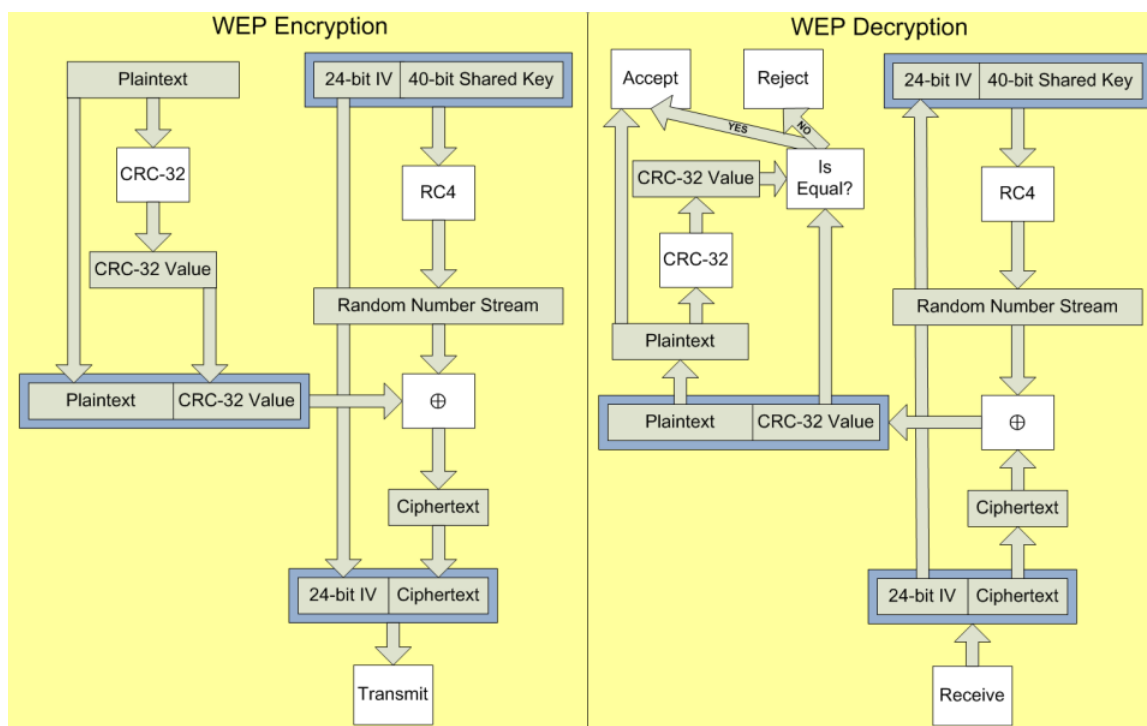 WEP Encryption
Plaintext
24-bit IV
40-bit Shared Key
CRC-32
RC4
CRC-32 Value
Random Number Stream
Plaintext
CRC-32 Value
⊕
Ciphertext
24-bit IV
Ciphertext
Transmit
WEP Decryption
Accept
Reject
24-bit IV
40-bit Shared Key
YES
NO
CRC-32 Value
Is
Equal?
RC4
CRC-32
Random Number Stream
Plaintext
Plaintext
CRC-32 Value
⊕
Ciphertext
24-bit IV
Ciphertext
Receive